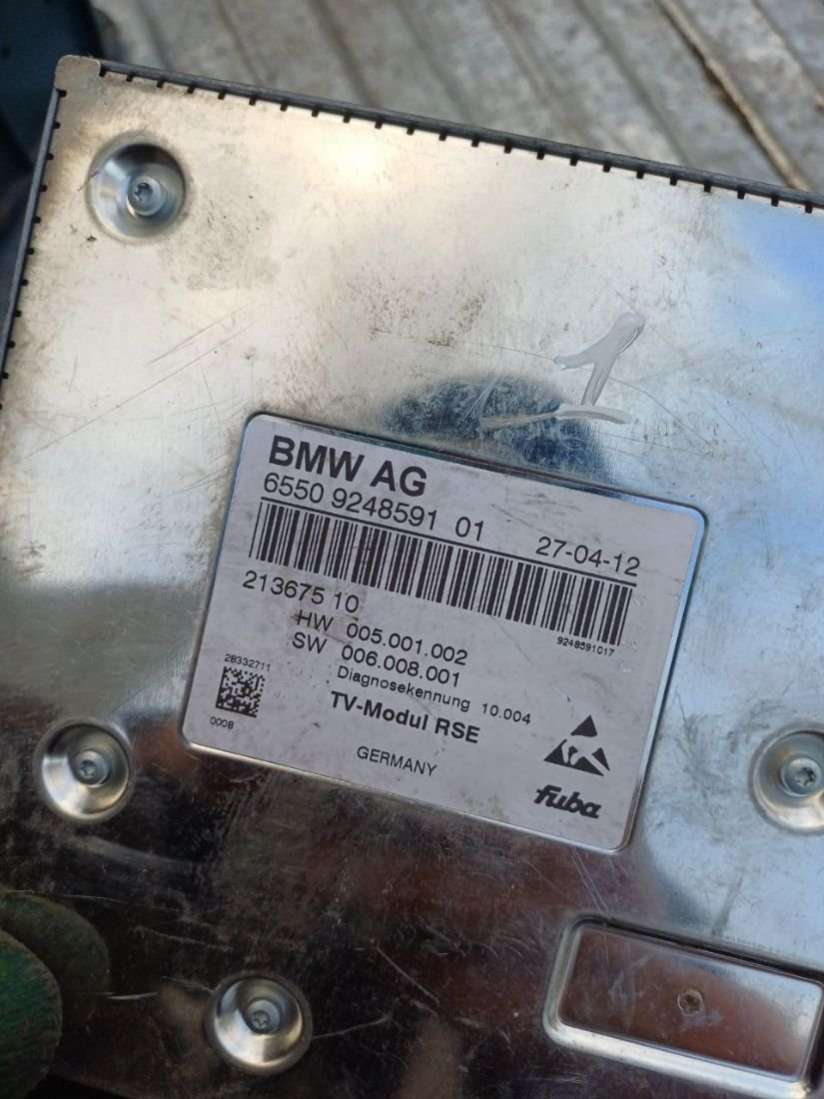 1
BMW AG
6550 9248591 01 27-04-12
213675 10
9248591017
HW 005.001.002
SW 006.008.001
Diagnosekennung 10.004
28332711
TV-Modul RSE
0008
GERMANY
fuba